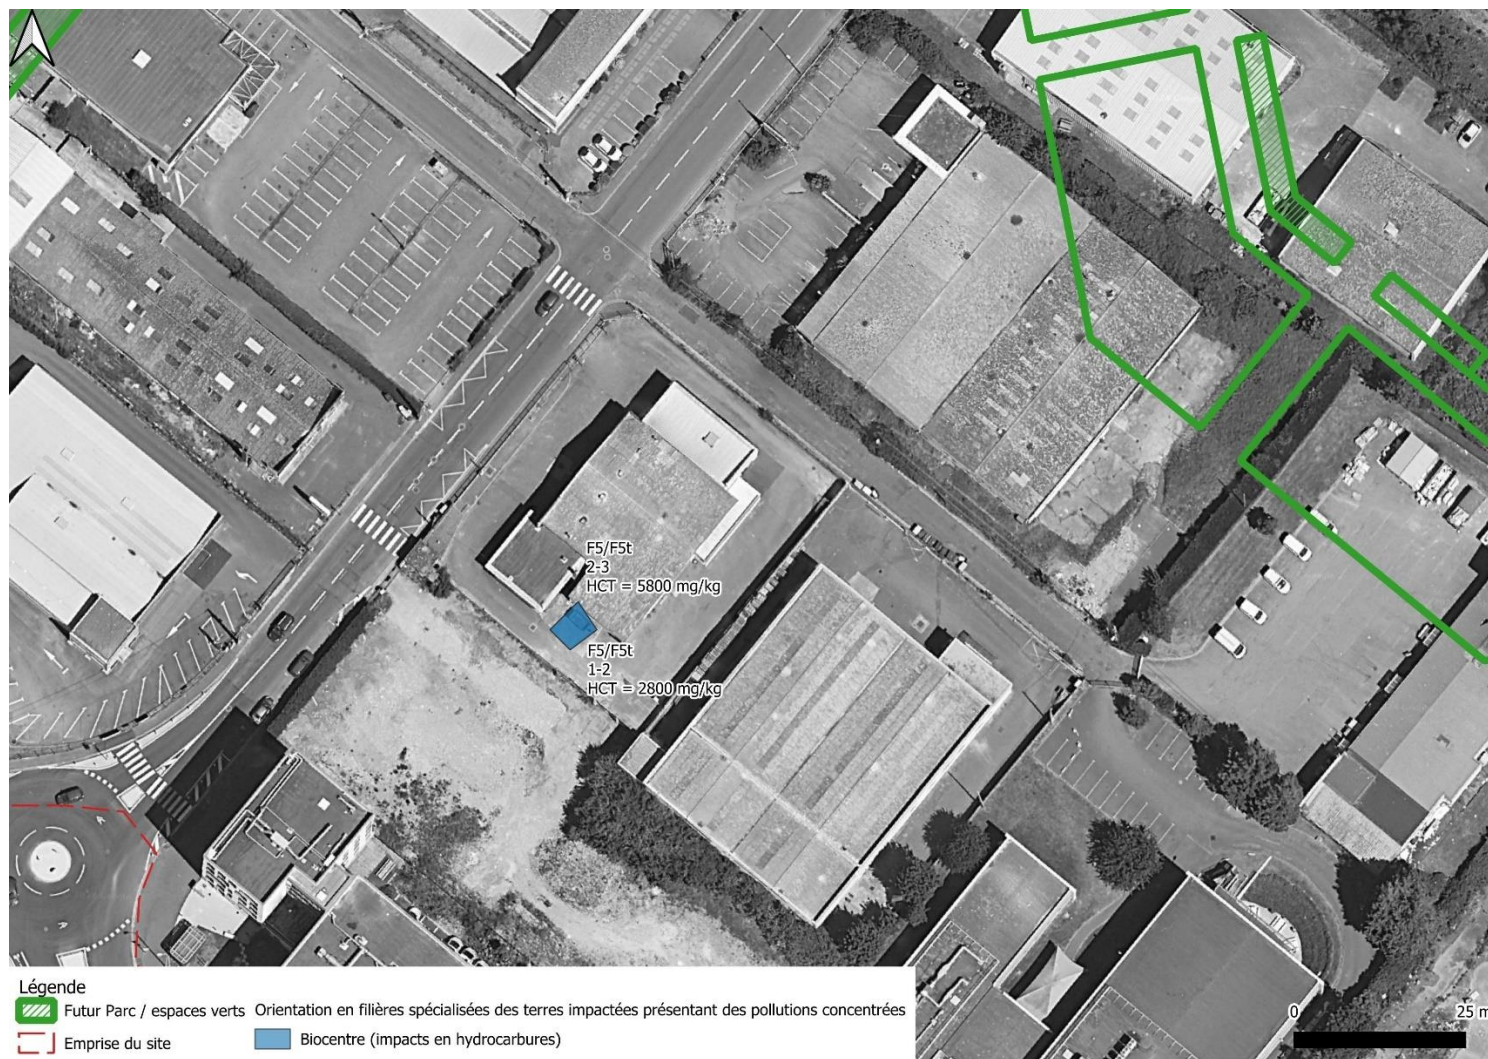 F5/F5t
2-3
HCT = 5800 mg/kg
F5/F5t
1-2
HCT = 2800 mg/kg
Légende
Futur Parc / espaces verts
Orientation en filières spécialisées des terres impactées présentant des pollutions concentrées
Emprise du site
Biocentre (impacts en hydrocarbures)
0 25 m